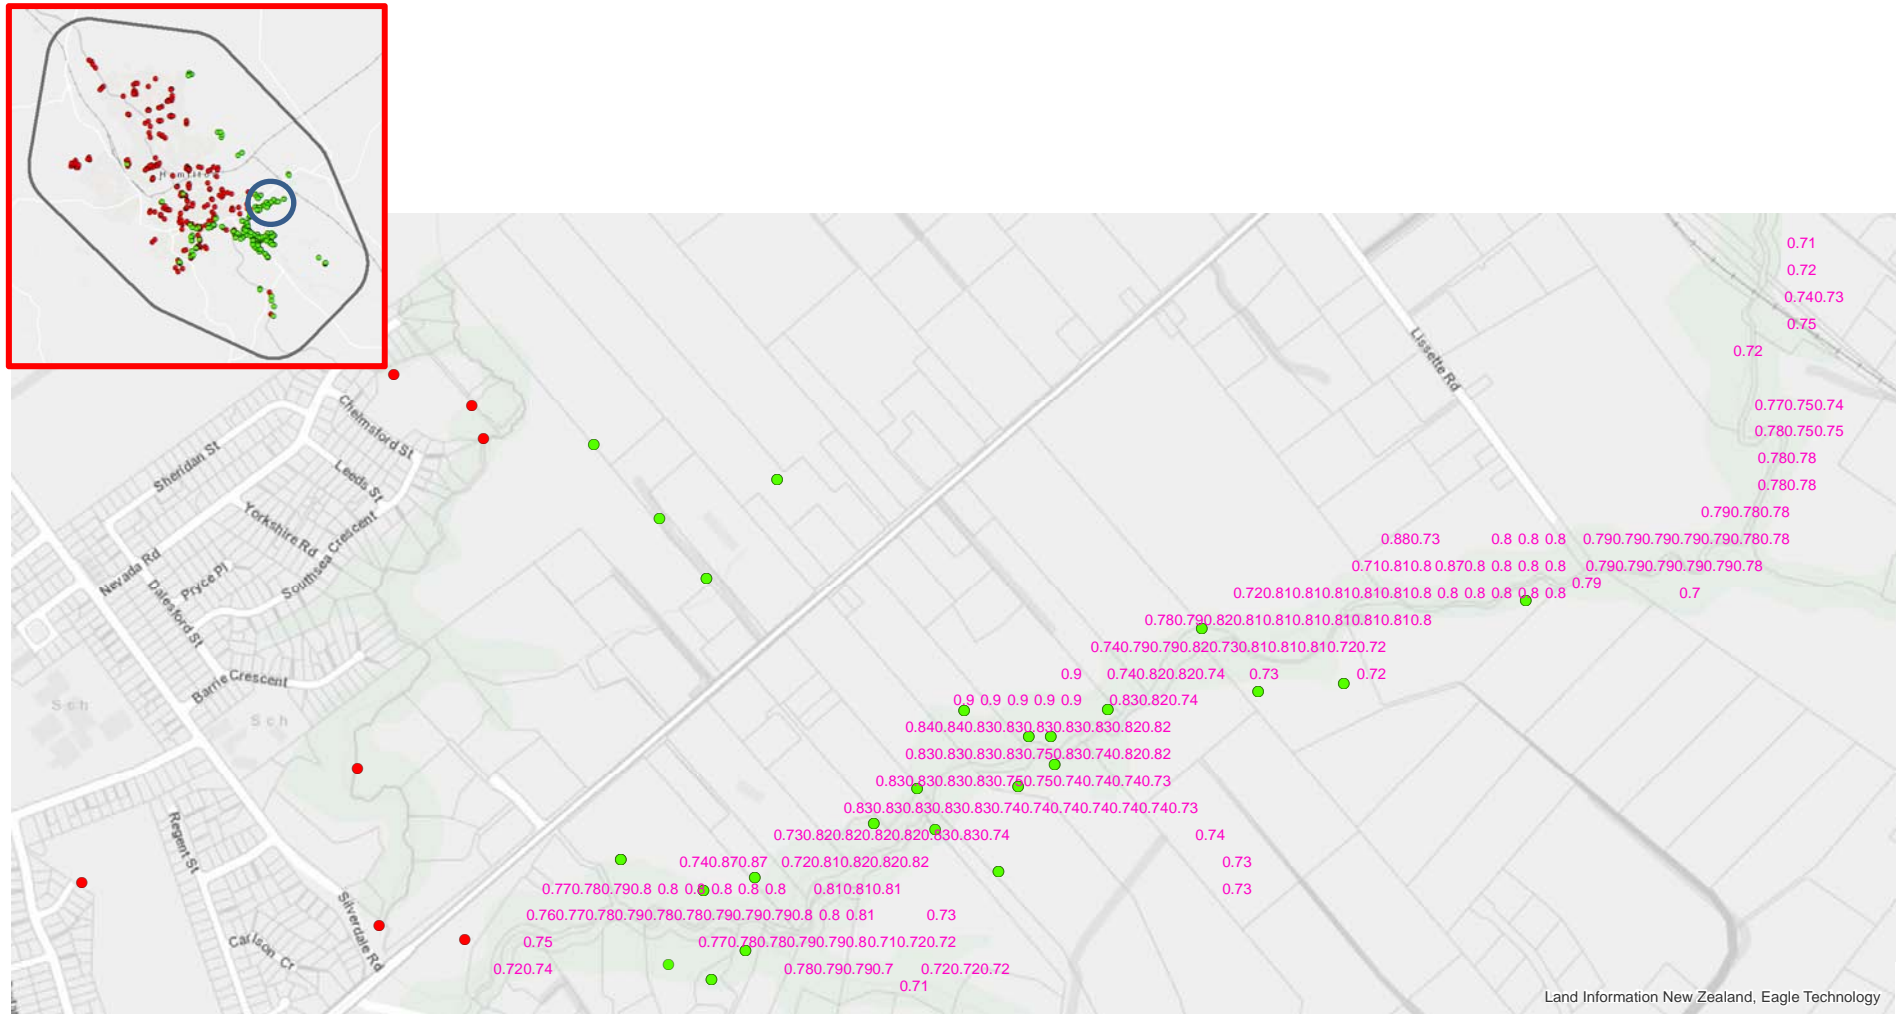 Hamilton
0.71
0.72
0.740.73
0.75
0.72
Lissette Rd
Chelmsford St
0.770.750.74
0.780.750.75
Sheridan St
Leeds St
0.780.78
0.780.78
Yorkshire Rd
Southsea Crescent
0.790.780.78
0.880.73 0.8 0.8 0.8 0.790.790.790.790.790.780.78
Nevada Rd
Pryce Pl
0.710.810.8 0.870.8 0.8 0.8 0.8 0.790.790.790.790.790.78
0.79
0.720.810.810.810.810.810.8 0.8 0.8 0.8 0.8 0.8 0.7
Dalesford St
0.780.790.820.810.810.810.810.810.810.8
0.740.790.790.820.730.810.810.810.720.72
Barrie Crescent
0.9 0.740.820.820.74 0.73 0.72
Sch
0.9 0.9 0.9 0.9 0.9 0.830.820.74
Sch
0.840.840.830.830.830.830.830.820.82
0.830.830.830.830.750.830.740.820.82
0.830.830.830.830.750.750.740.740.740.73
0.830.830.830.830.830.740.740.740.740.740.740.73
Regent St
0.730.820.820.820.820.830.830.74 0.74
0.740.870.87 0.720.810.820.820.82 0.73
0.770.780.790.8 0.8 0.8 0.8 0.8 0.8 0.810.810.81 0.73
0.760.770.780.790.780.780.790.790.790.8 0.8 0.81 0.73
Silverdale Rd
Carlson Cr
0.75 0.770.780.780.790.790.80.710.720.72
0.720.74 0.780.790.790.7 0.720.720.72
0.71
Land Information New Zealand, Eagle Technology